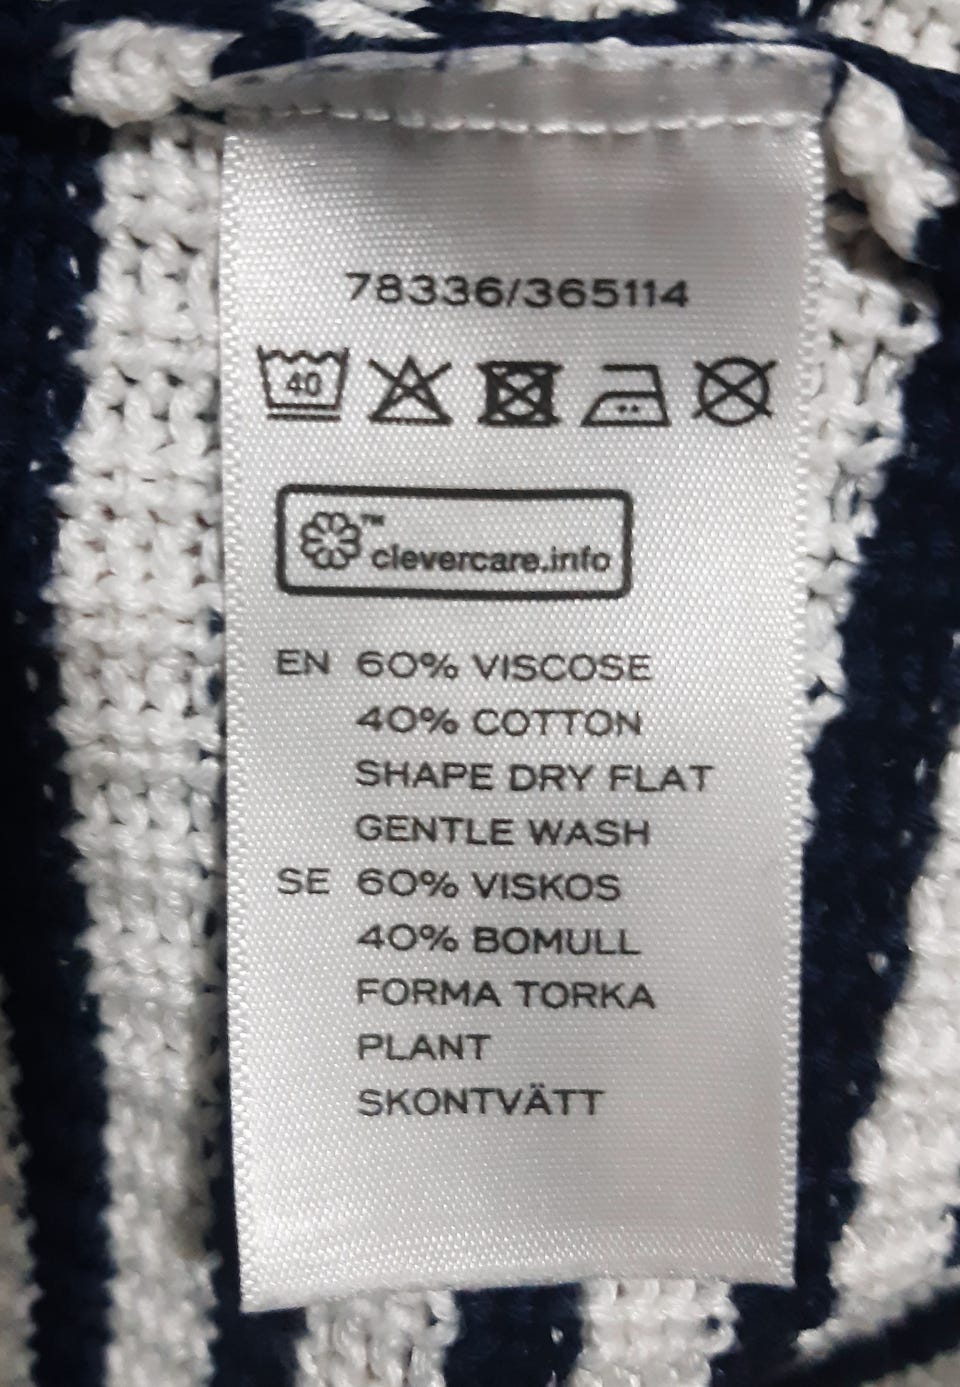 78336/365114
40
™
clevercare.info
EN 60% VISCOSE
40% COTTON
SHAPE DRY FLAT
GENTLE WASH
SE 60% VISKOS
40% BOMULL
FORMA TORKA
PLANT
SKONTVÄTT